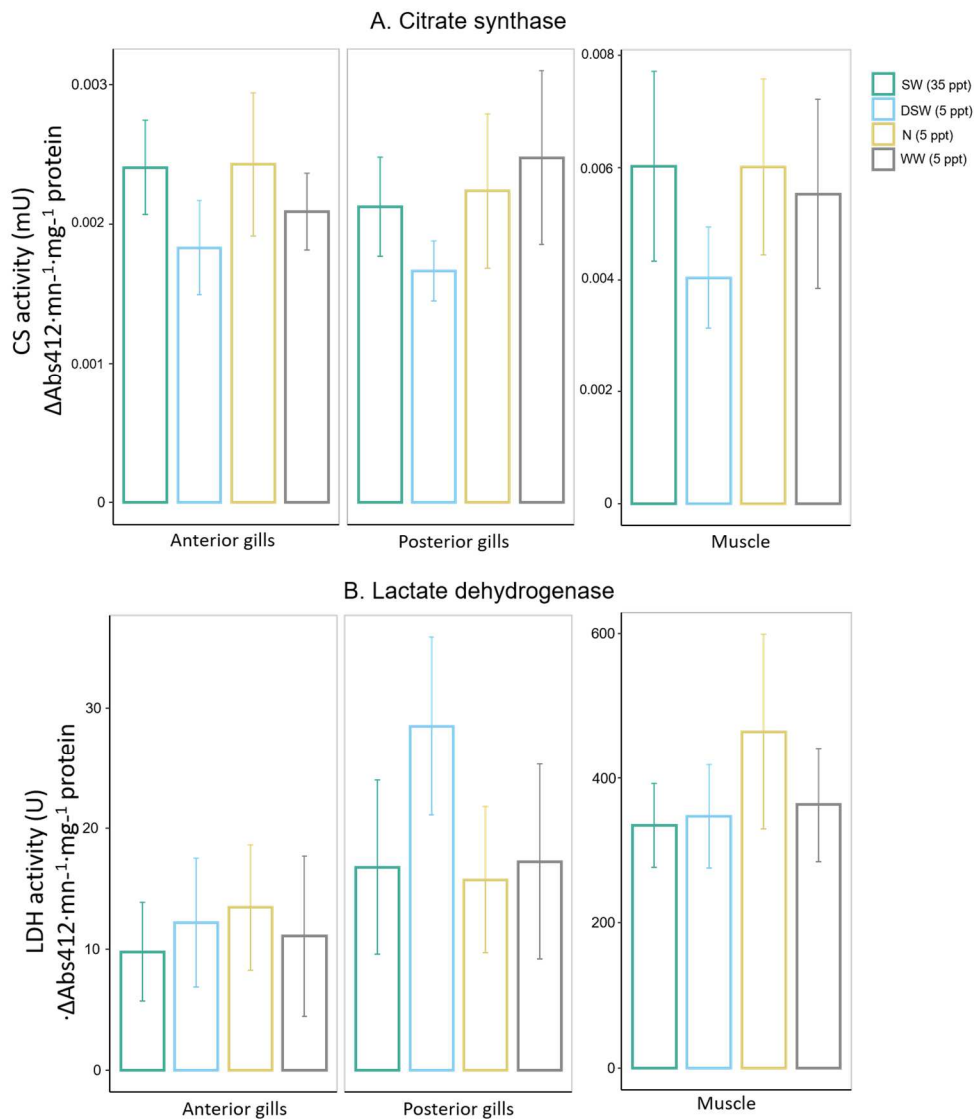 A. Citrate synthase
CS activity (mU)
ΔAbs412·mn-¹·mg-¹ protein
0.003
0.002
0.001
0
0.008
0.006
0.004
0.002
0
SW (35 ppt)
DSW (5 ppt)
N (5 ppt)
WW (5 ppt)
Anterior gills
Posterior gills
Muscle
B. Lactate dehydrogenase
LDH activity (U)
·ΔAbs412·mn-¹·mg-¹ protein
30
20
10
0
600
400
200
0
Anterior gills
Posterior gills
Muscle